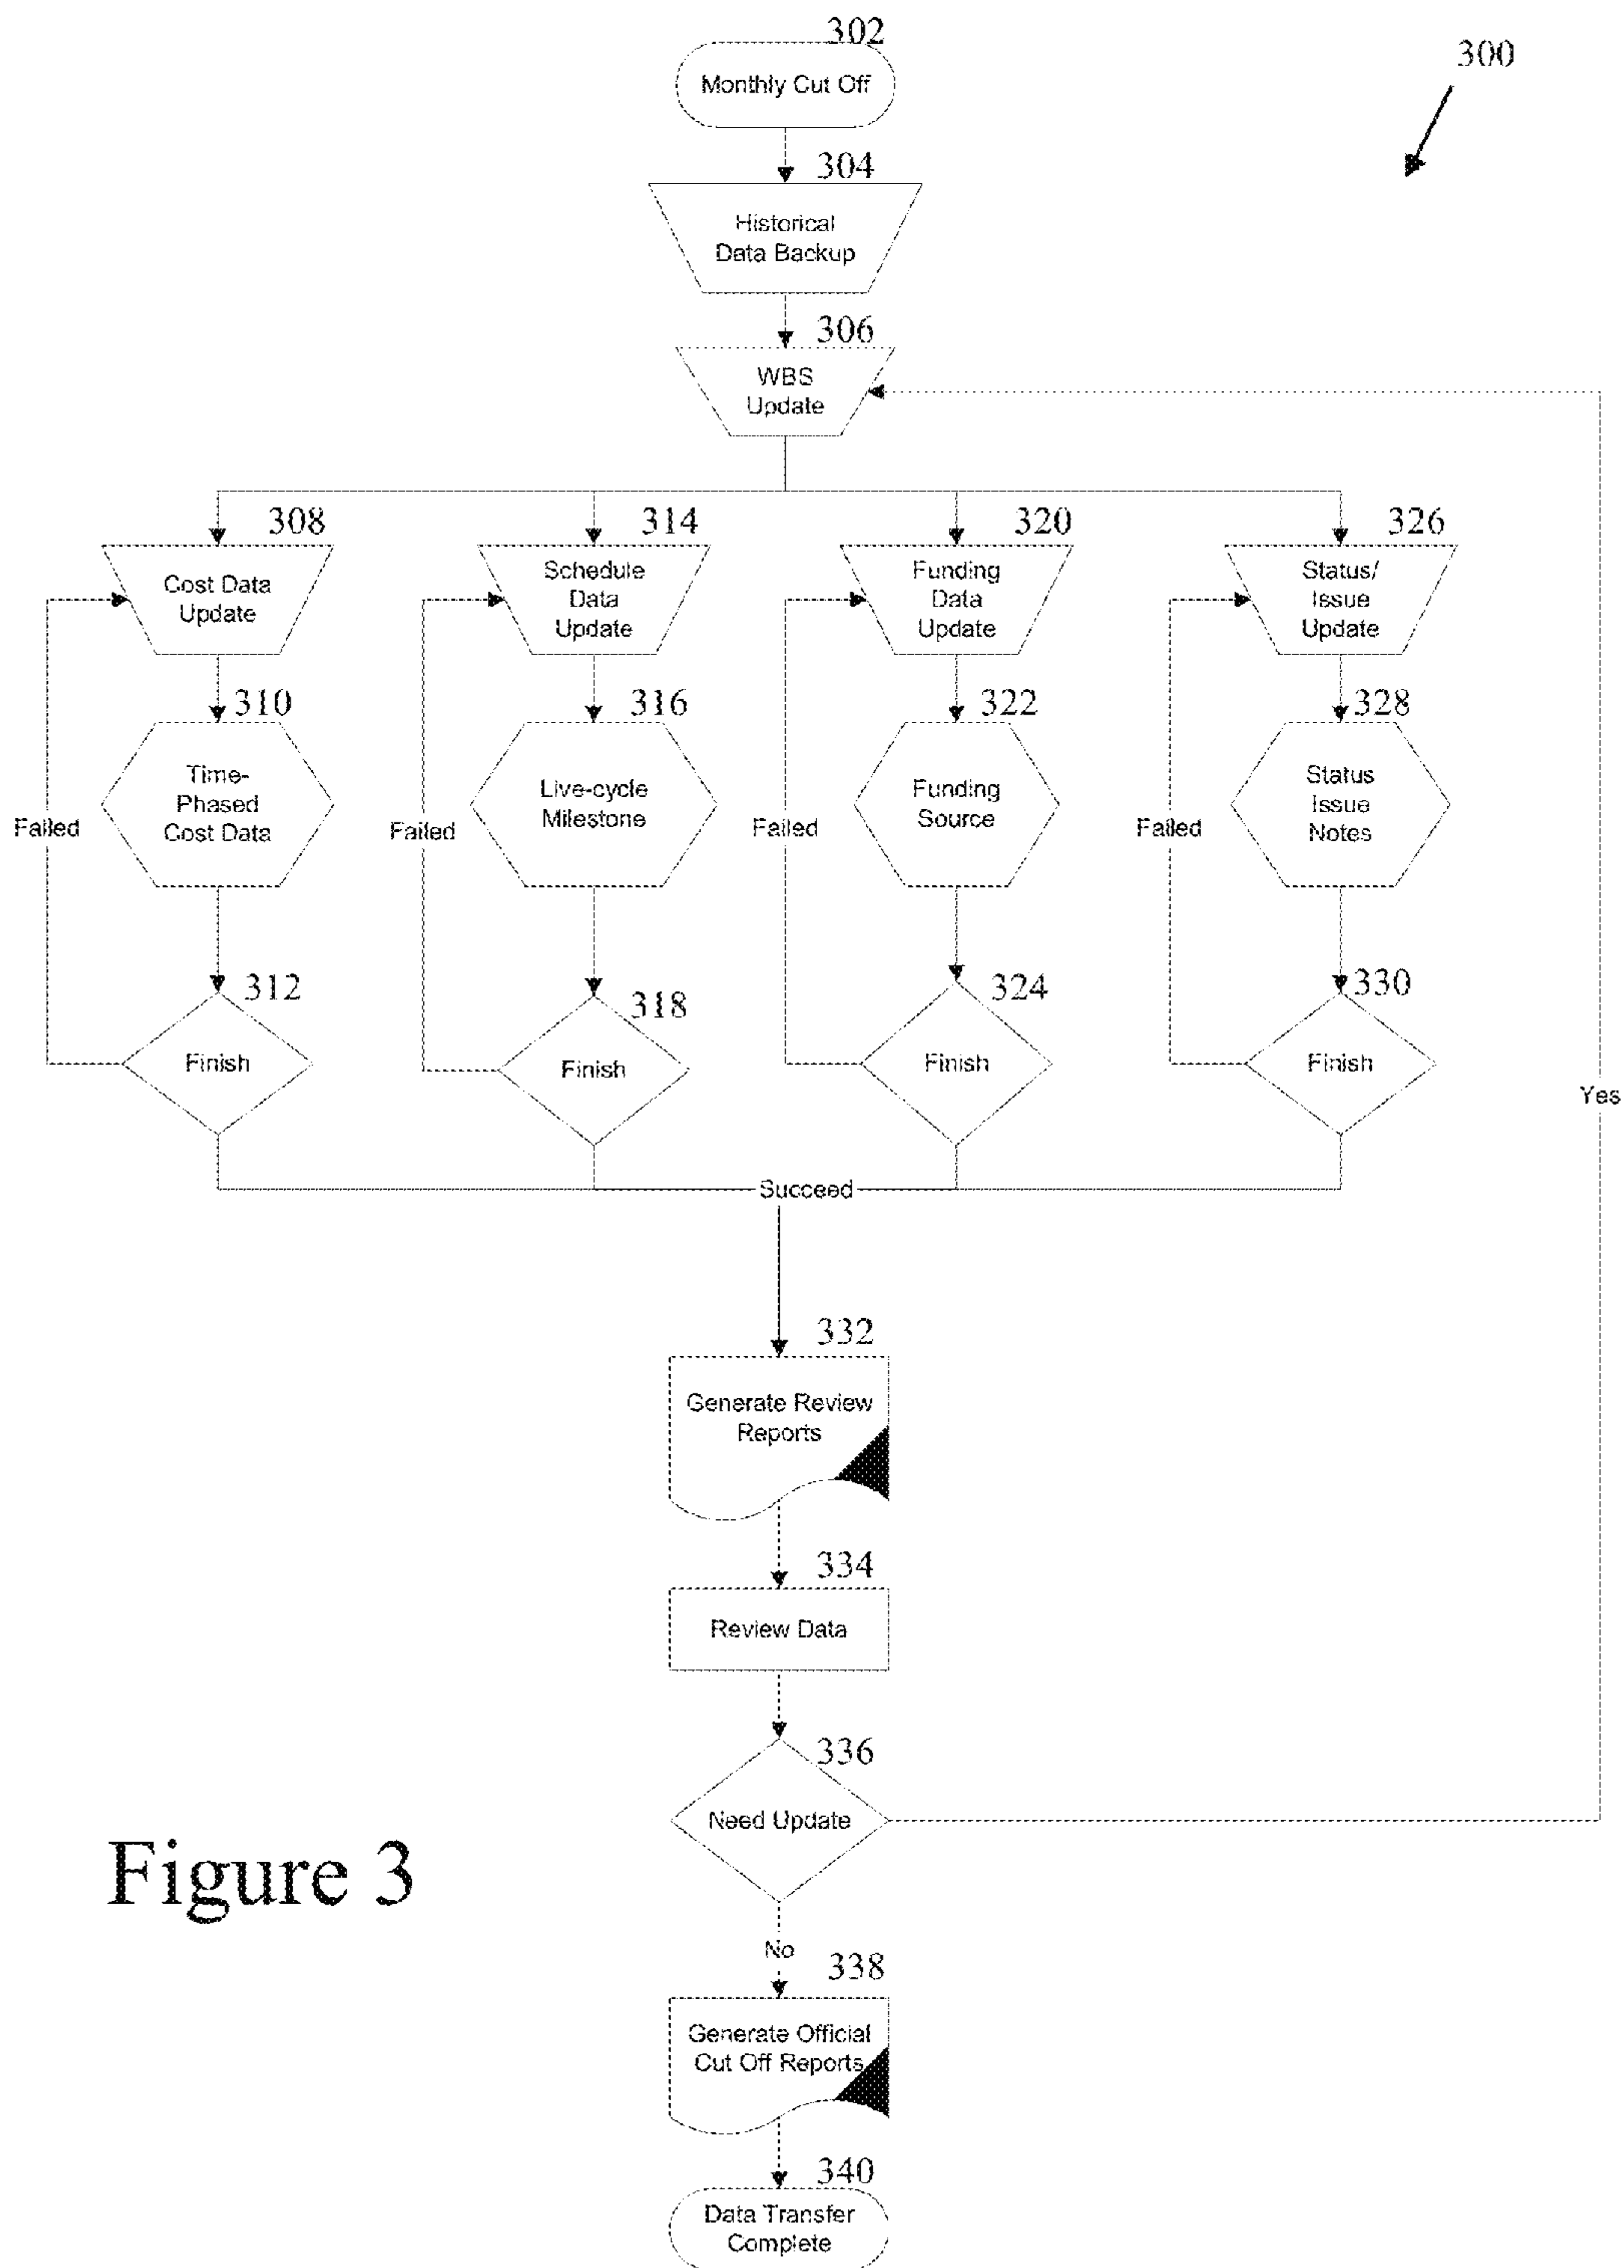 302
300
Monthly Cut Off
304
Historical
Data Backup
306
WBS
Update
308
314
320
326
Cost Data
Update
Schedule
Data
Update
Funding
Data
Update
Status/
Issue
Update
310
316
322
328
Time-
Phased
Cost Data
Live-cycle
Milestone
Funding
Source
Status
Issue
Notes
Failed
Failed
Failed
Failed
312
318
324
330
Finish
Finish
Finish
Finish
Yes
Succeed
332
Generate Review
Reports
334
Review Data
336
Need Update
Figure 3
No
338
Generate Official
Cut Off Reports
340
Data Transfer
Complete